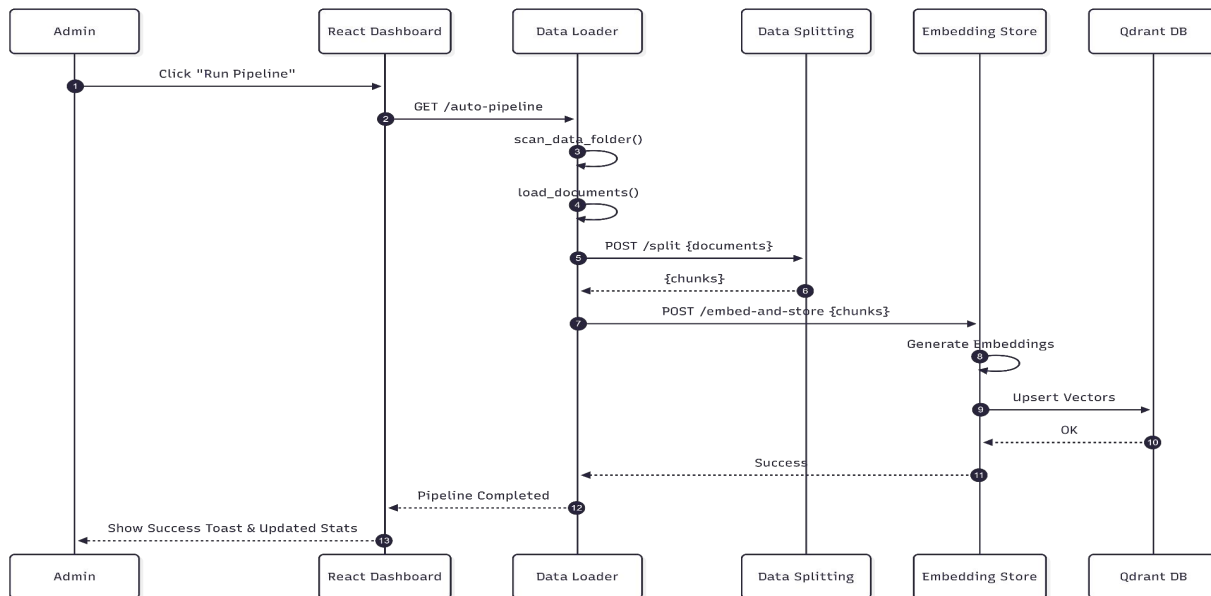 Admin
React Dashboard
Data Loader
Data Splitting
Embedding Store
Qdrant DB
Click "Run Pipeline"
1
GET /auto-pipeline
2
scan_data_folder()
3
load_documents()
4
POST /split {documents}
5
{chunks}
6
POST /embed-and-store {chunks}
7
Generate Embeddings
8
Upsert Vectors
9
OK
10
Success
11
Pipeline Completed
12
Show Success Toast & Updated Stats
13
Admin
React Dashboard
Data Loader
Data Splitting
Embedding Store
Qdrant DB